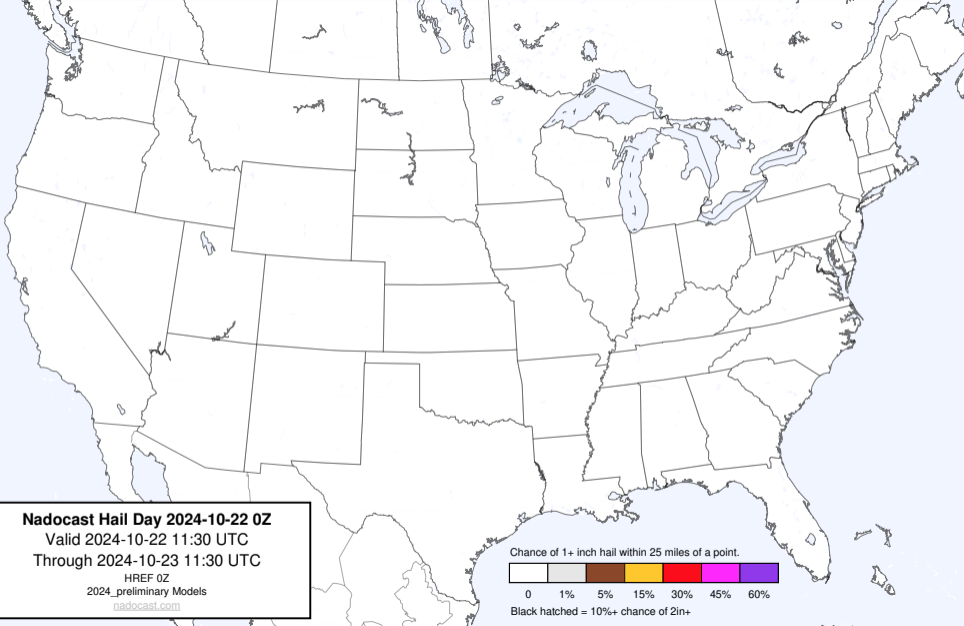 Nadocast Hail Day 2024-10-22 0Z
Valid 2024-10-22 11:30 UTC
Through 2024-10-23 11:30 UTC
HREF 0Z
2024_preliminary Models
nadocast.com
Chance of 1+ inch hail within 25 miles of a point.
0 1% 5% 15% 30% 45% 60%
Black hatched = 10%+ chance of 2in+